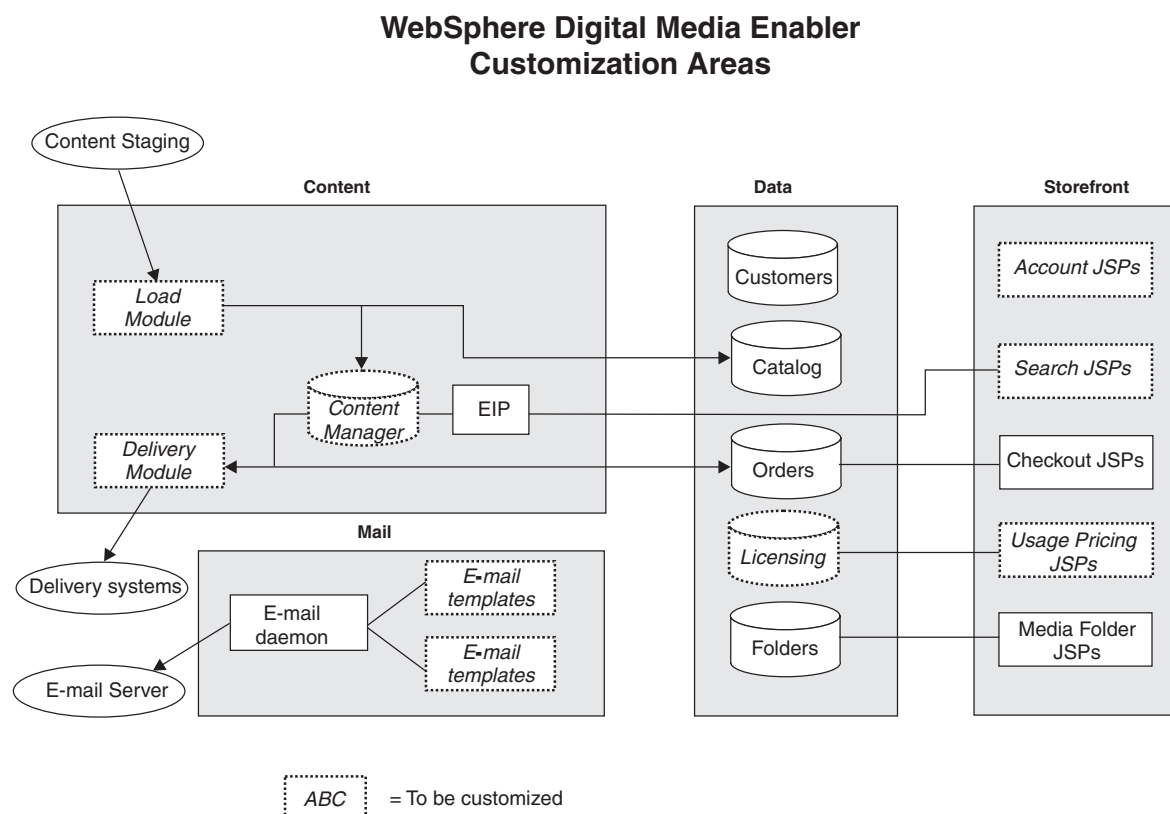 WebSphere Digital Media Enabler
Customization Areas
Content Staging
Content
Data
Storefront
Load
Module
Customers
Account JSPs
Catalog
Search JSPs
Content
Manager
EIP
Delivery
Module
Orders
Checkout JSPs
Mail
Licensing
Usage Pricing
JSPs
Delivery systems
E-mail
daemon
E-mail
templates
E-mail
templates
Folders
Media Folder
JSPs
E-mail Server
ABC
= To be customized